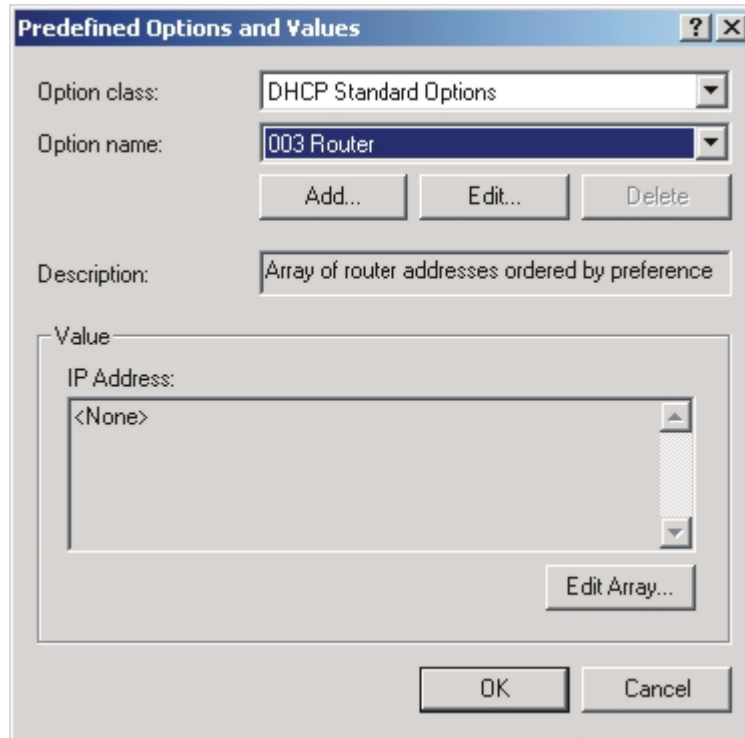 Predefined Options and Values
Option class: DHCP Standard Options
Option name: 003 Router
Add... Edit... Delete
Description: Array of router addresses ordered by preference
Value
IP Address:
<None>
Edit Array...
OK Cancel